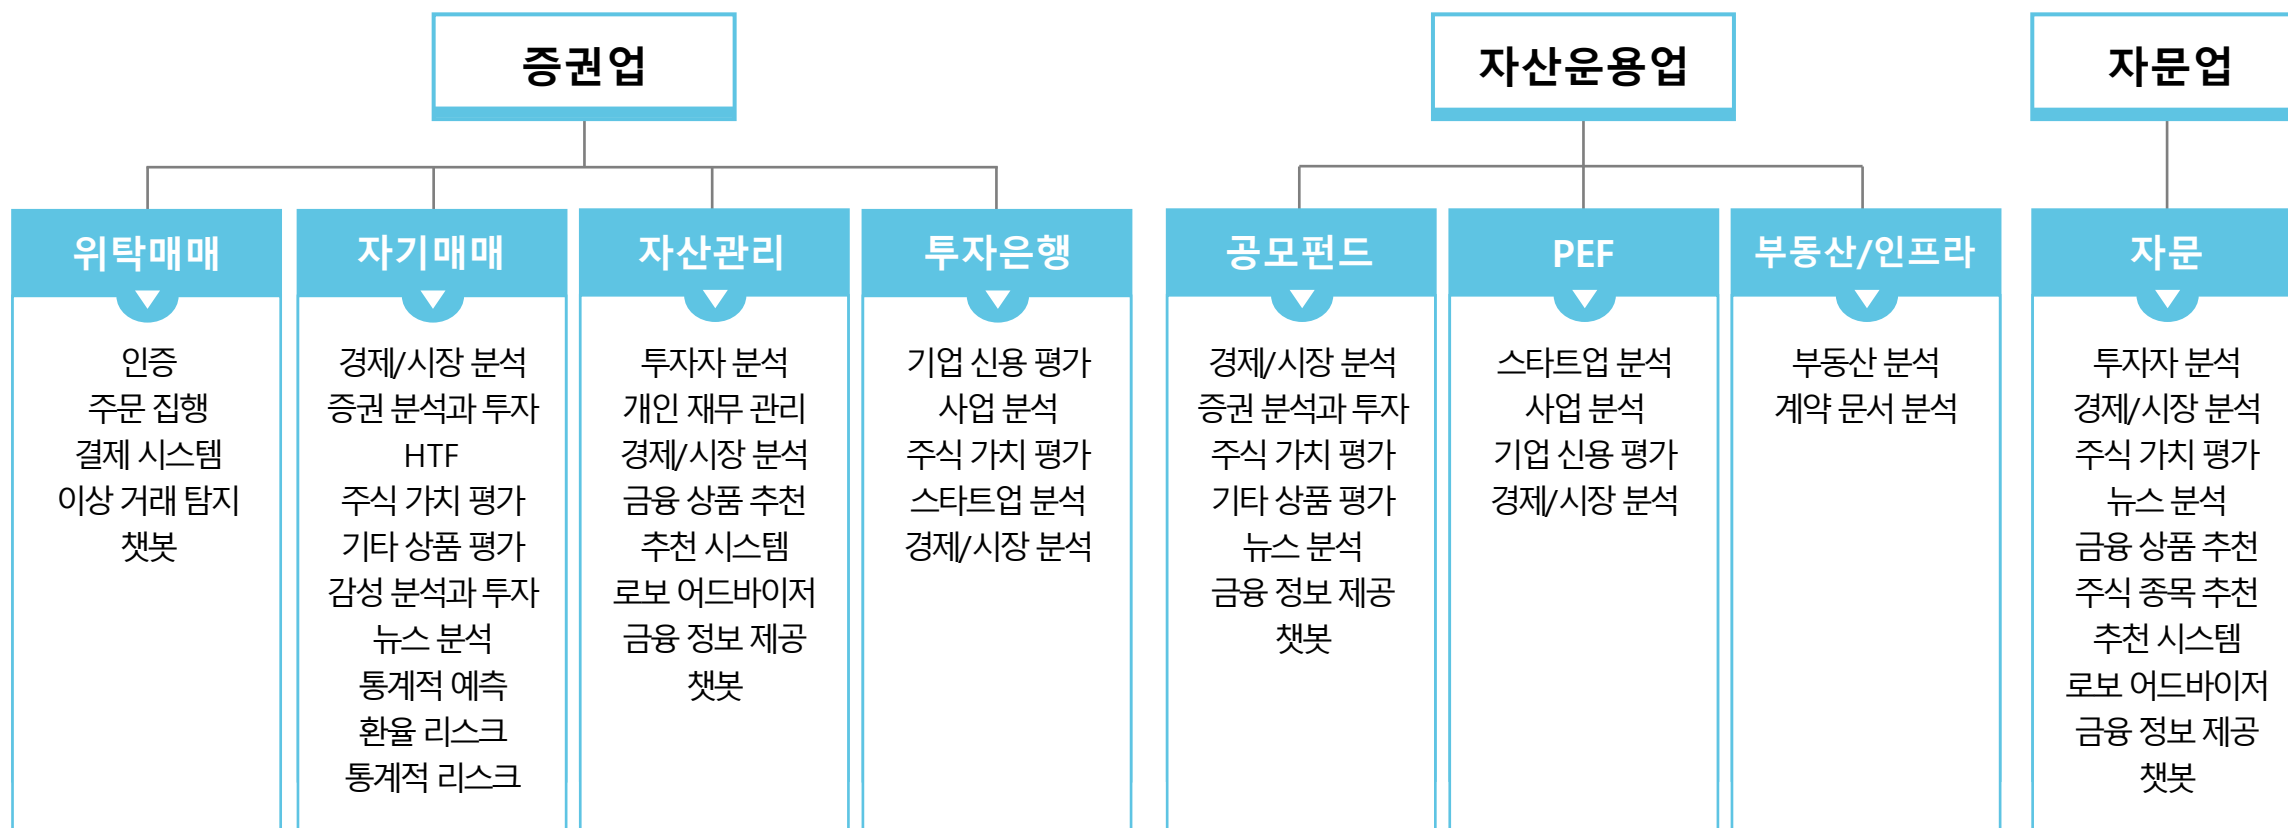 증권업
위탁매매
인증
주문 집행
결제 시스템
이상 거래 탐지
챗봇
자기매매
경제/시장 분석
증권 분석과 투자
HTF
주식 가치 평가
기타 상품 평가
감성 분석과 투자
뉴스 분석
통계적 예측
환율 리스크
통계적 리스크
자산관리
투자자 분석
개인 재무 관리
경제/시장 분석
금융 상품 추천
추천 시스템
로보 어드바이저
금융 정보 제공
챗봇
투자은행
기업 신용 평가
사업 분석
주식 가치 평가
스타트업 분석
경제/시장 분석
자산운용업
공모펀드
경제/시장 분석
증권 분석과 투자
주식 가치 평가
기타 상품 평가
뉴스 분석
금융 정보 제공
챗봇
PEF
스타트업 분석
사업 분석
기업 신용 평가
경제/시장 분석
부동산/인프라
부동산 분석
계약 문서 분석
자문업
자문
투자자 분석
경제/시장 분석
주식 가치 평가
뉴스 분석
금융 상품 추천
주식 종목 추천
추천 시스템
로보 어드바이저
금융 정보 제공
챗봇